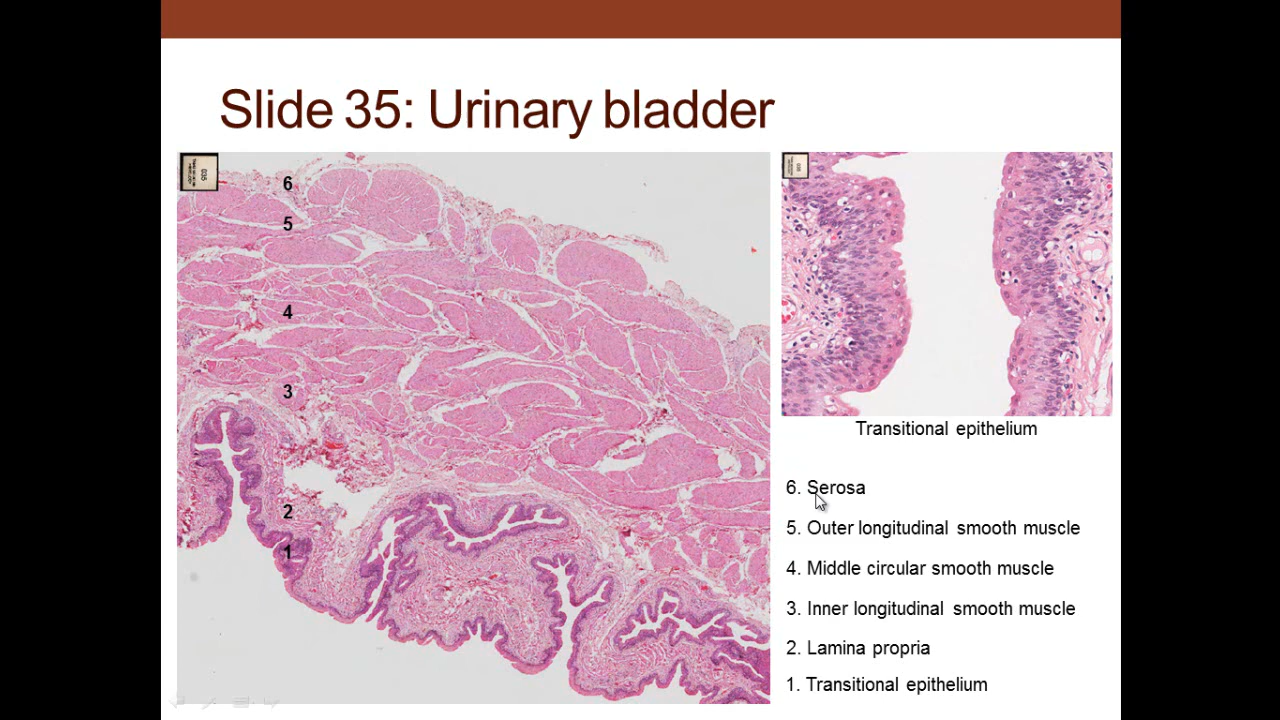 Slide 35: Urinary bladder
6
5
4
3
2
1
Transitional epithelium
6. Serosa
5. Outer longitudinal smooth muscle
4. Middle circular smooth muscle
3. Inner longitudinal smooth muscle
2. Lamina propria
1. Transitional epithelium